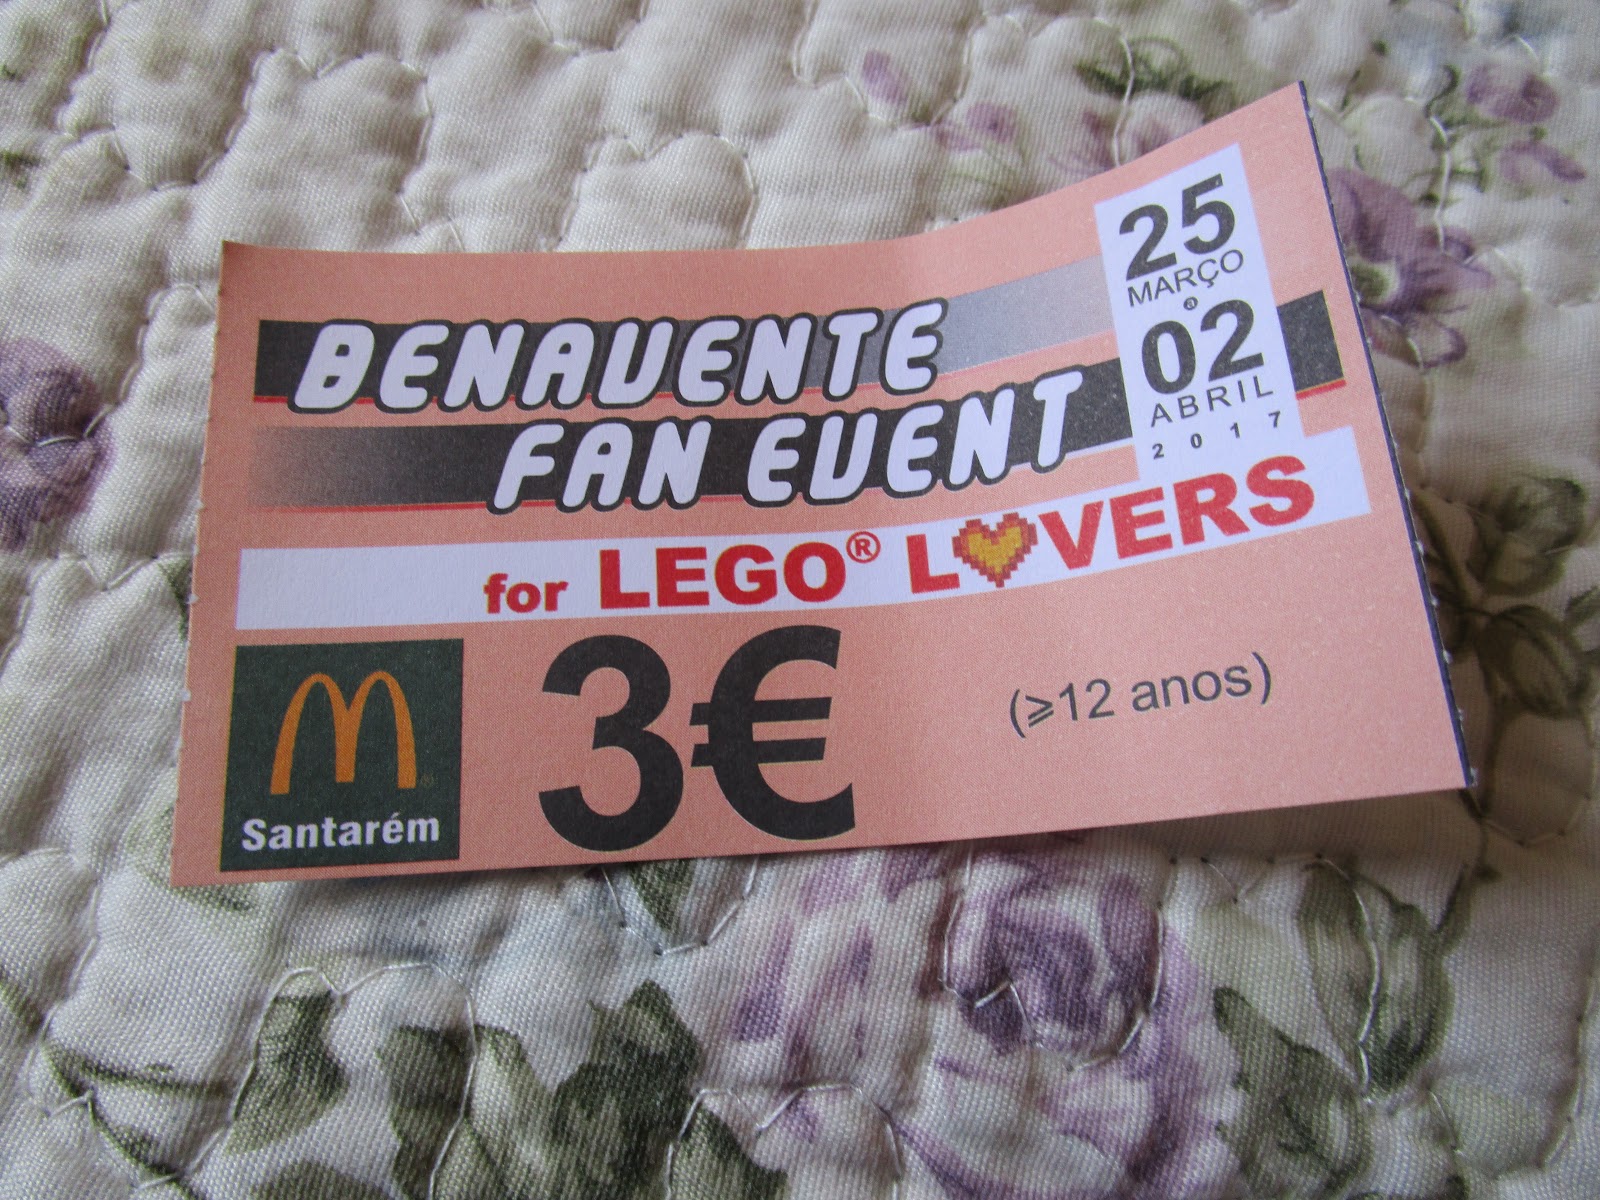 25
MARÇO
a
02
ABRIL
2017
BENAVENTE
FAN EVENT
for LEGO® LOVERS
M
Santarém
3€
(⩾12 anos)